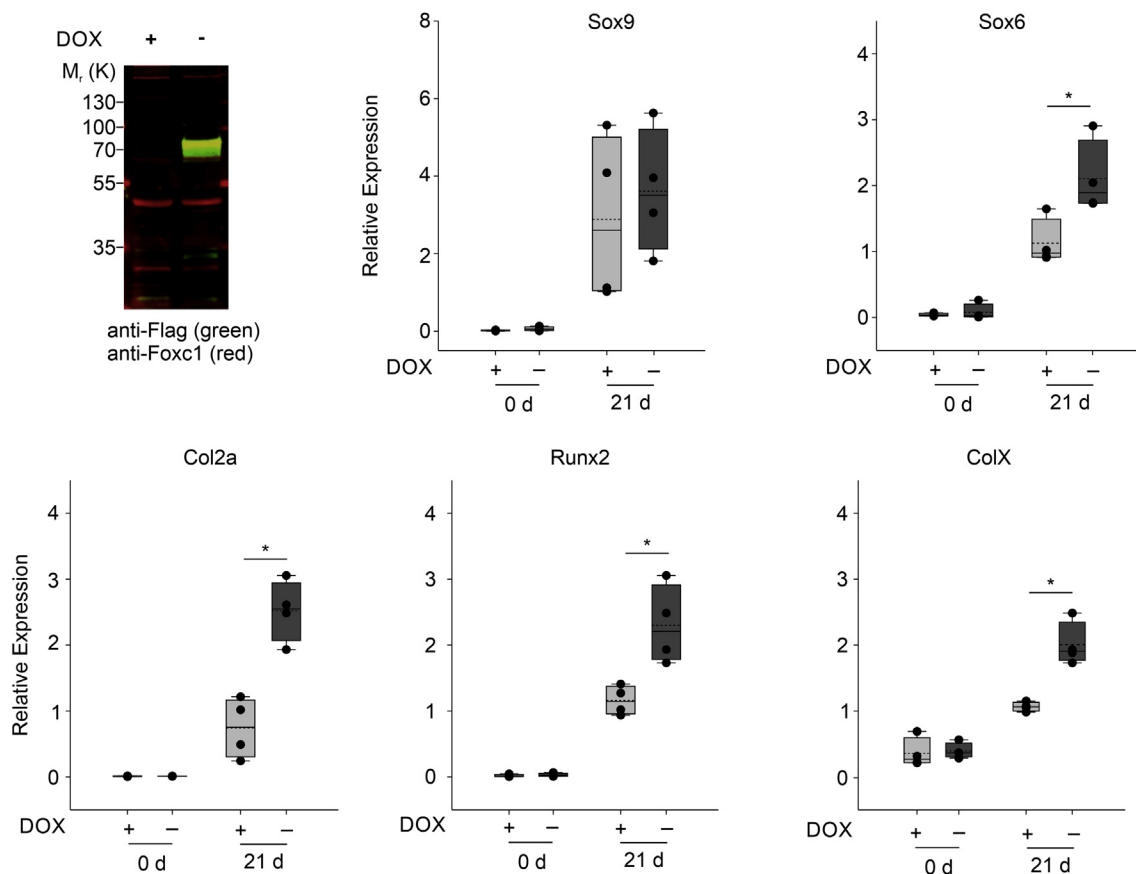 DOX + -
Mr (K)
130
100
70
55
35
anti-Flag (green)
anti-Foxc1 (red)
Sox9
Relative Expression
8
6
4
2
0
DOX + – + –
0 d 21 d
Sox6
4
3
2
1
0
*
DOX + – + –
0 d 21 d
Col2a
Relative Expression
4
3
2
1
0
*
DOX + – + –
0 d 21 d
Runx2
4
3
2
1
0
*
DOX + – + –
0 d 21 d
ColX
4
3
2
1
0
*
DOX + – + –
0 d 21 d